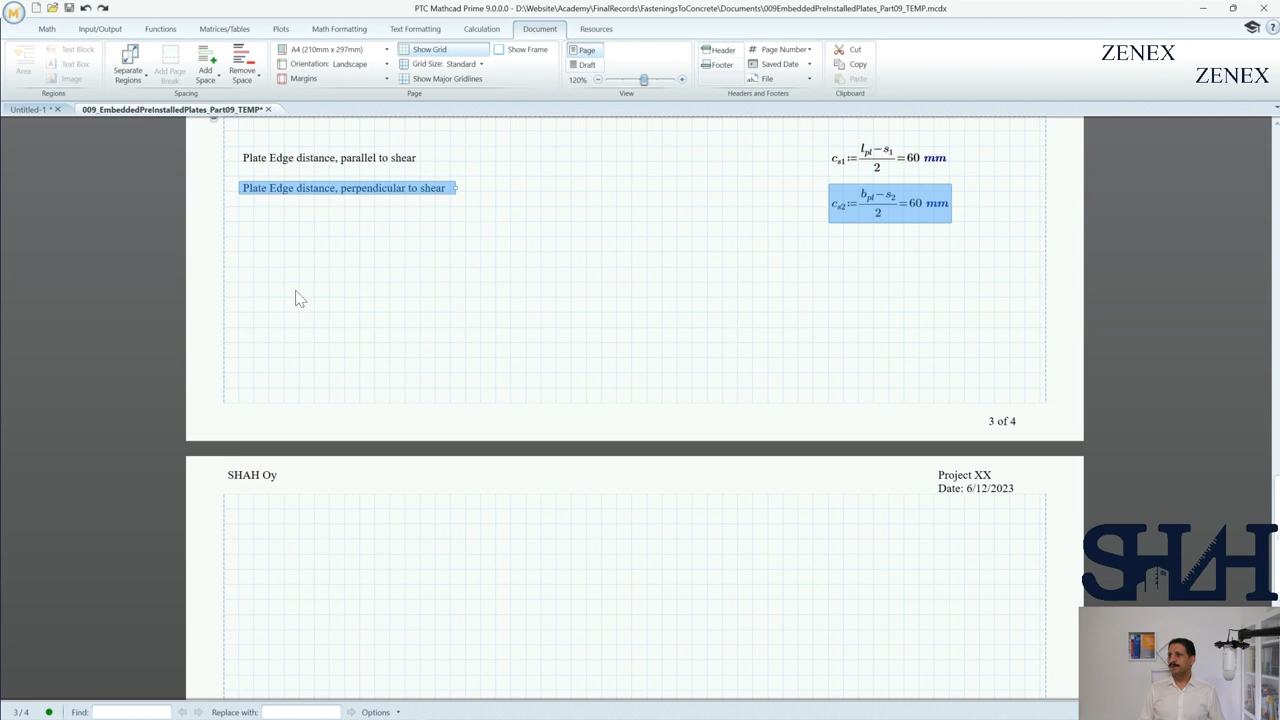 PTC Mathcad Prime 9.0.0.0 - D:\Website\Academy\FinalRecords\FasteningsToConcrete\Documents\009EmbeddedPreInstalledPlates_Part09_TEMP.mcdx
Math Input/Output Functions Matrices/Tables Plots Math Formatting Text Formatting Calculation Document Resources
Area
Text Block
Text Box
Image
Regions
Separate Regions
Add Page Break
Add Space
Remove Space
Spacing
A4 (210mm x 297mm)
Orientation: Landscape
Margins
Show Grid
Grid Size: Standard
Show Major Gridlines
Show Frame
Page
Page
Draft
120%
View
Header
Footer
Page Number
Saved Date
File
Headers and Footers
Cut
Copy
Paste
Clipboard
ZENEX
ZENEX
Untitled-1 * 009_EmbeddedPreInstalledPlates_Part09_TEMP*
Plate Edge distance, parallel to shear
c_s1 := (l_pl − s_1) / 2 = 60 mm
Plate Edge distance, perpendicular to shear
c_s2 := (b_pl − s_2) / 2 = 60 mm
3 of 4
SHAH Oy
Project XX
Date: 6/12/2023
SHAH
3 / 4 Find: Replace with: Options